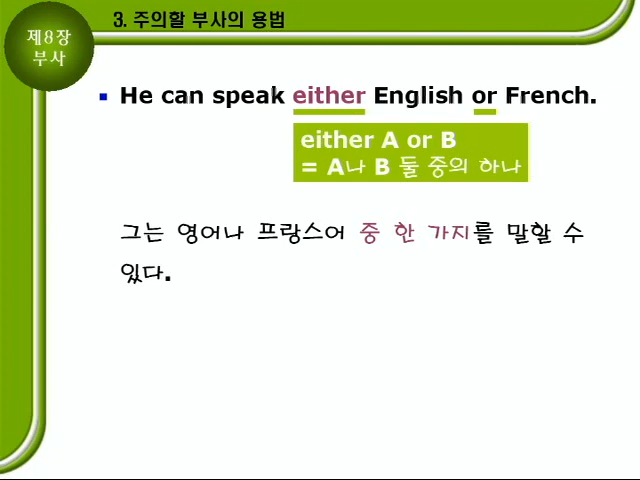 3. 주의할 부사의 용법
제8장
부사
He can speak either English or French.
either A or B
= A나 B 둘 중의 하나
그는 영어나 프랑스어 중 한 가지를 말할 수
있다.